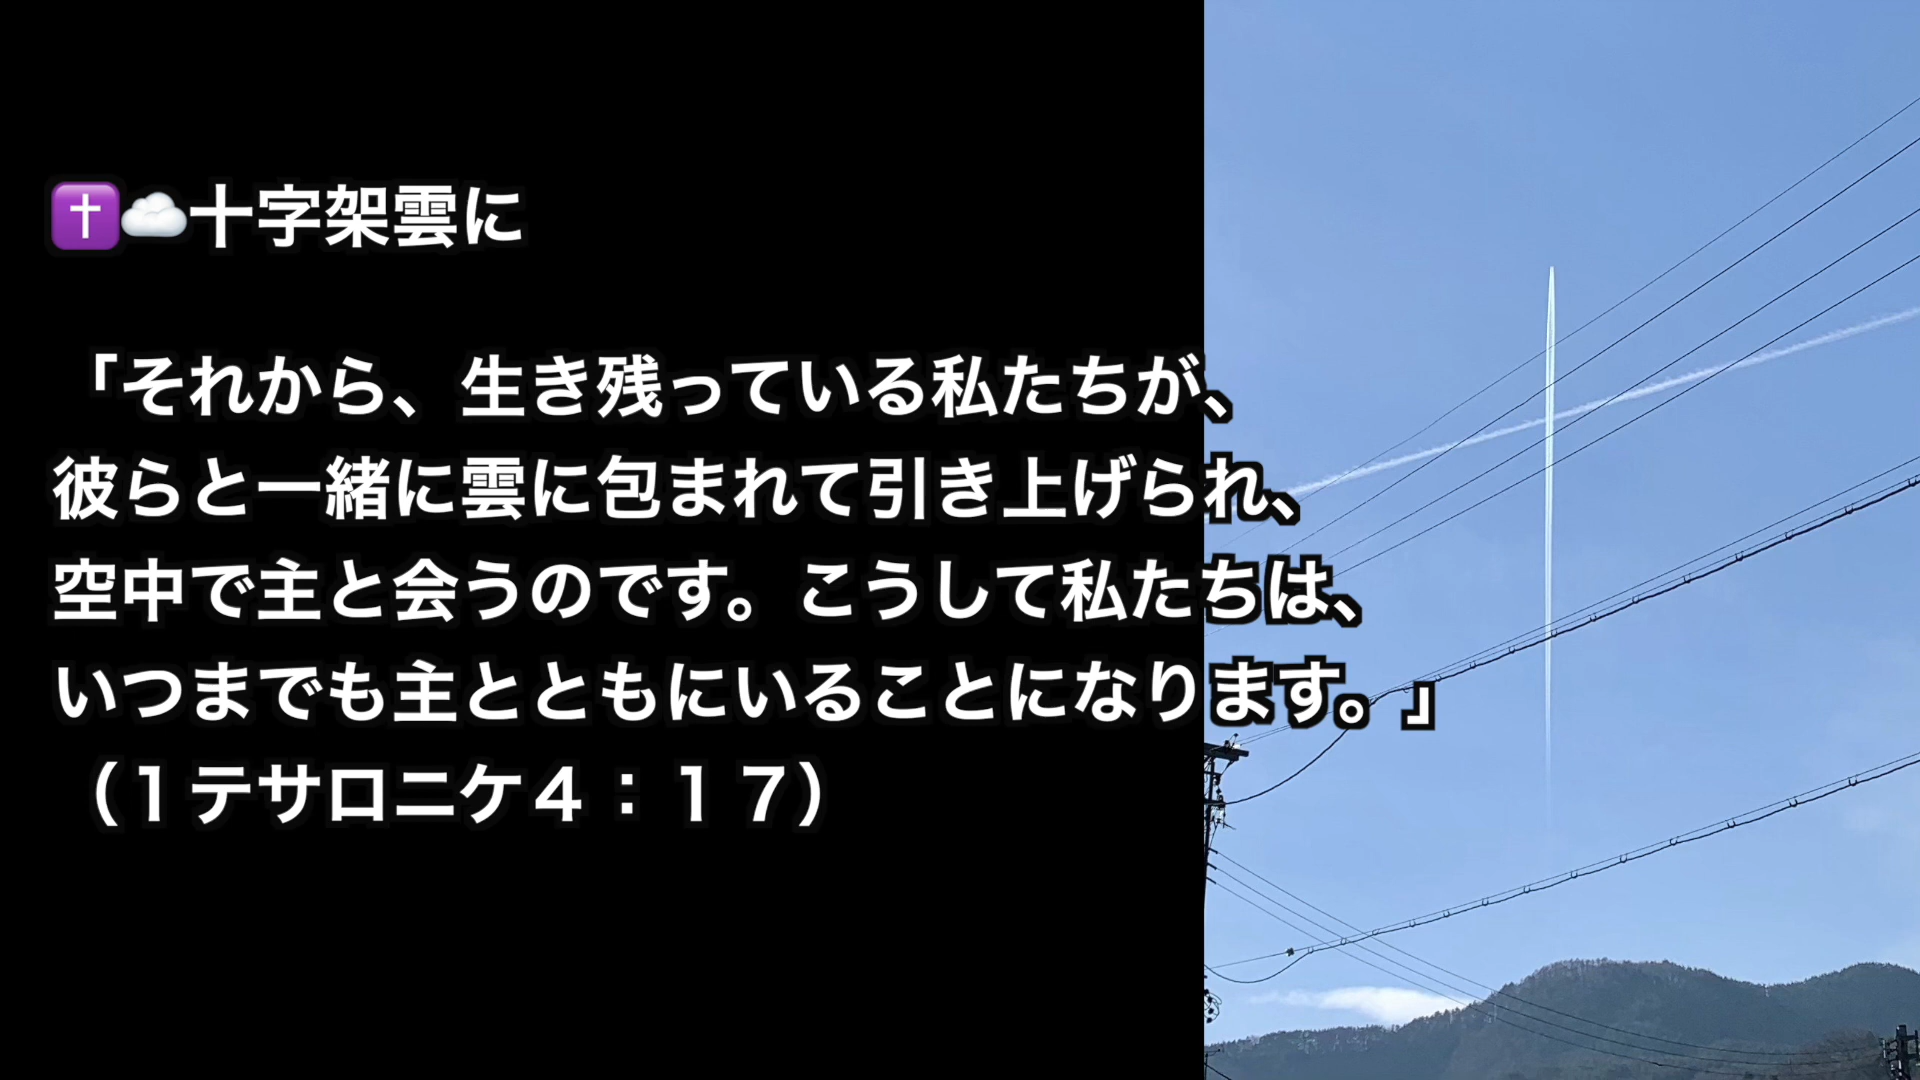 ✝️☁️十字架雲に
「それから、生き残っている私たちが、
彼らと一緒に雲に包まれて引き上げられ、
空中で主と会うのです。こうして私たちは、
いつまでも主とともにいることになります。」
（１テサロニケ４：１７）